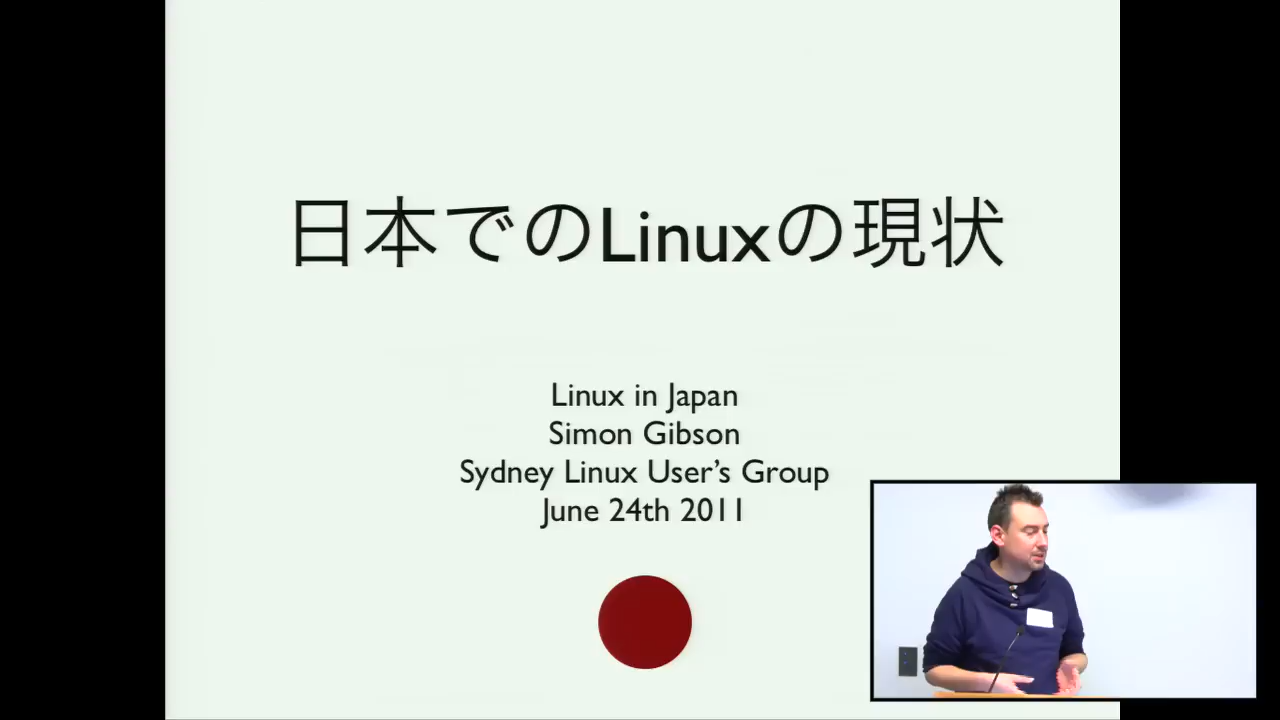 日本でのLinuxの現状
Linux in Japan
Simon Gibson
Sydney Linux User’s Group
June 24th 2011